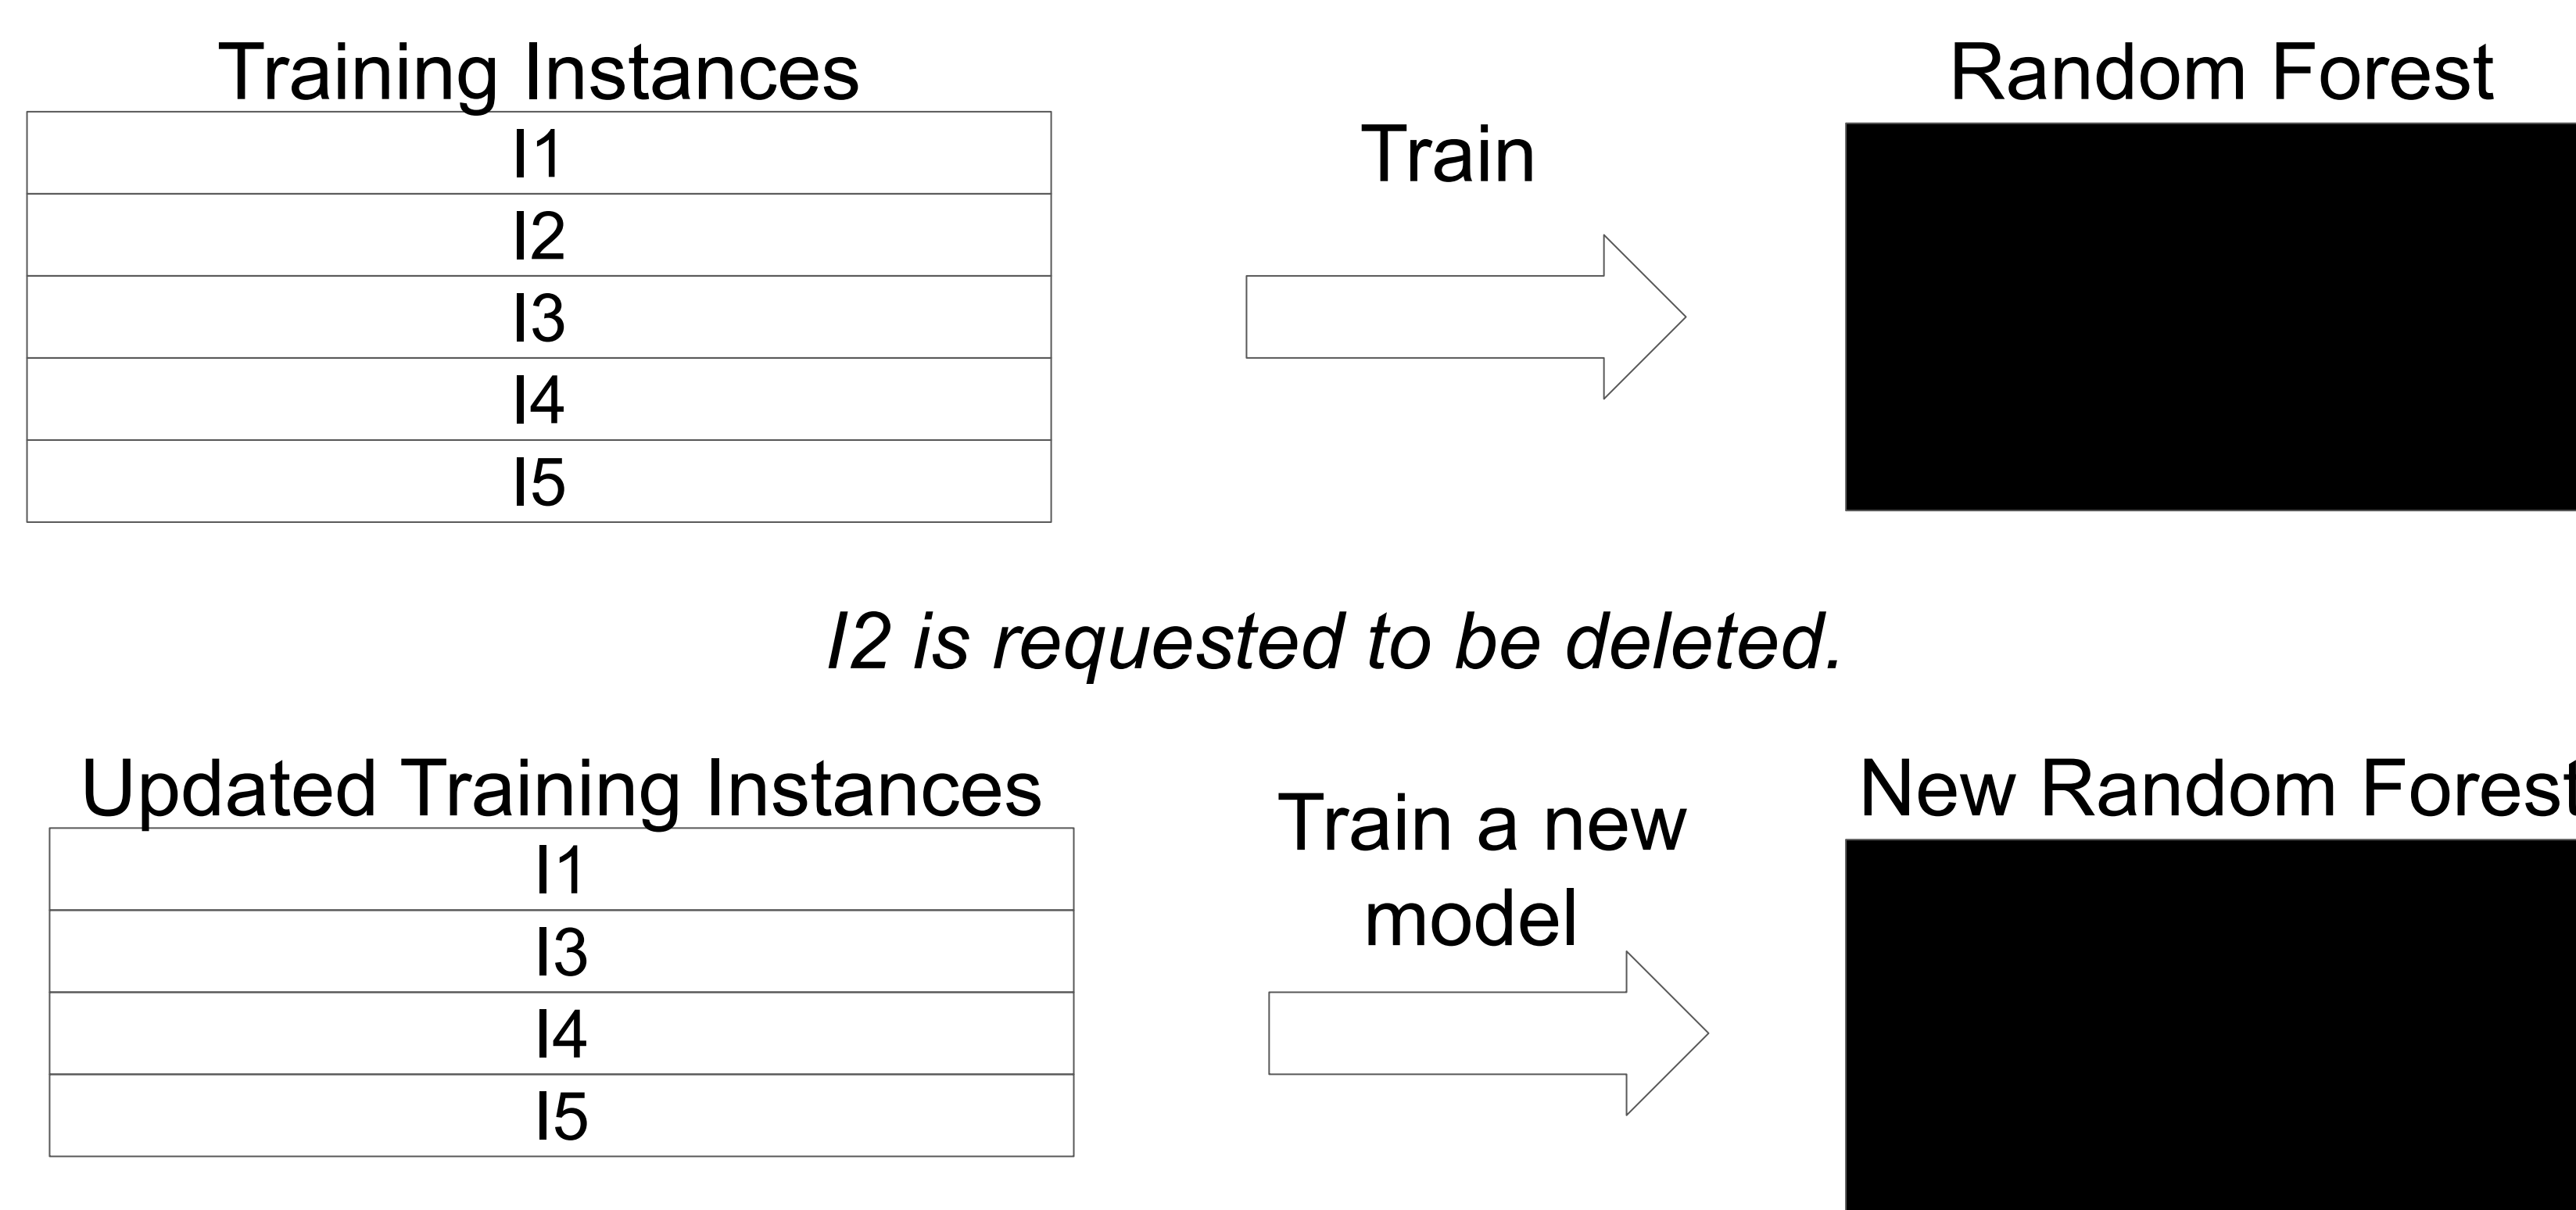 Training Instances
I1
I2
I3
I4
I5
Train
Random Forest
I2 is requested to be deleted.
Updated Training Instances
I1
I3
I4
I5
Train a new
model
New Random Forest